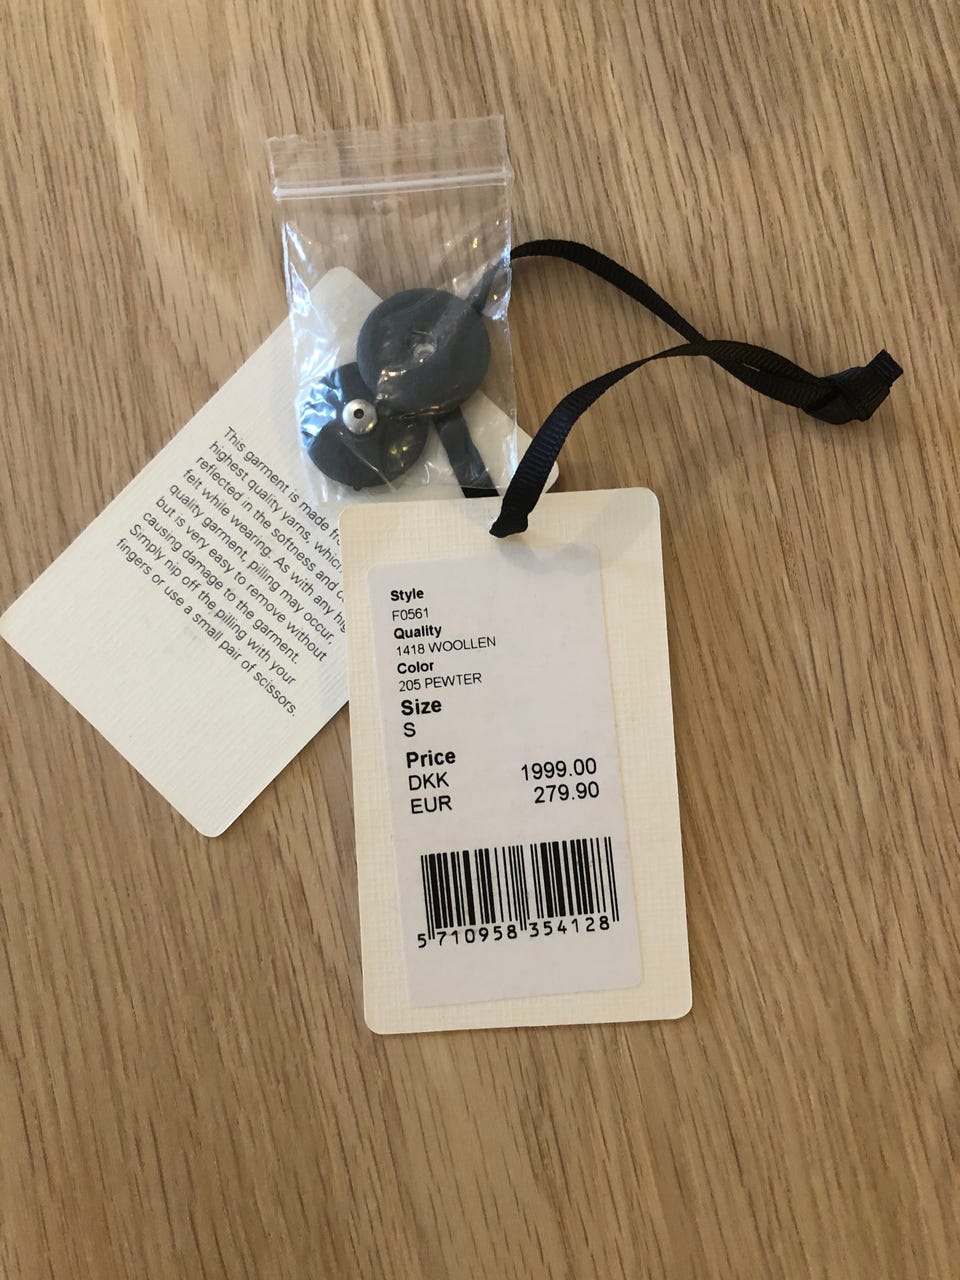 This garment is made
highest quality yarns, which
reflected in the softness and
felt while wearing. As with any
quality garment, pilling may occur,
but is very easy to remove without
causing damage to the garment.
Simply nip off the pilling with your
fingers or use a small pair of scissors.
Style
F0561
Quality
1418 WOOLLEN
Color
205 PEWTER
Size
S
Price
DKK 1999.00
EUR 279.90
5 710958 354128